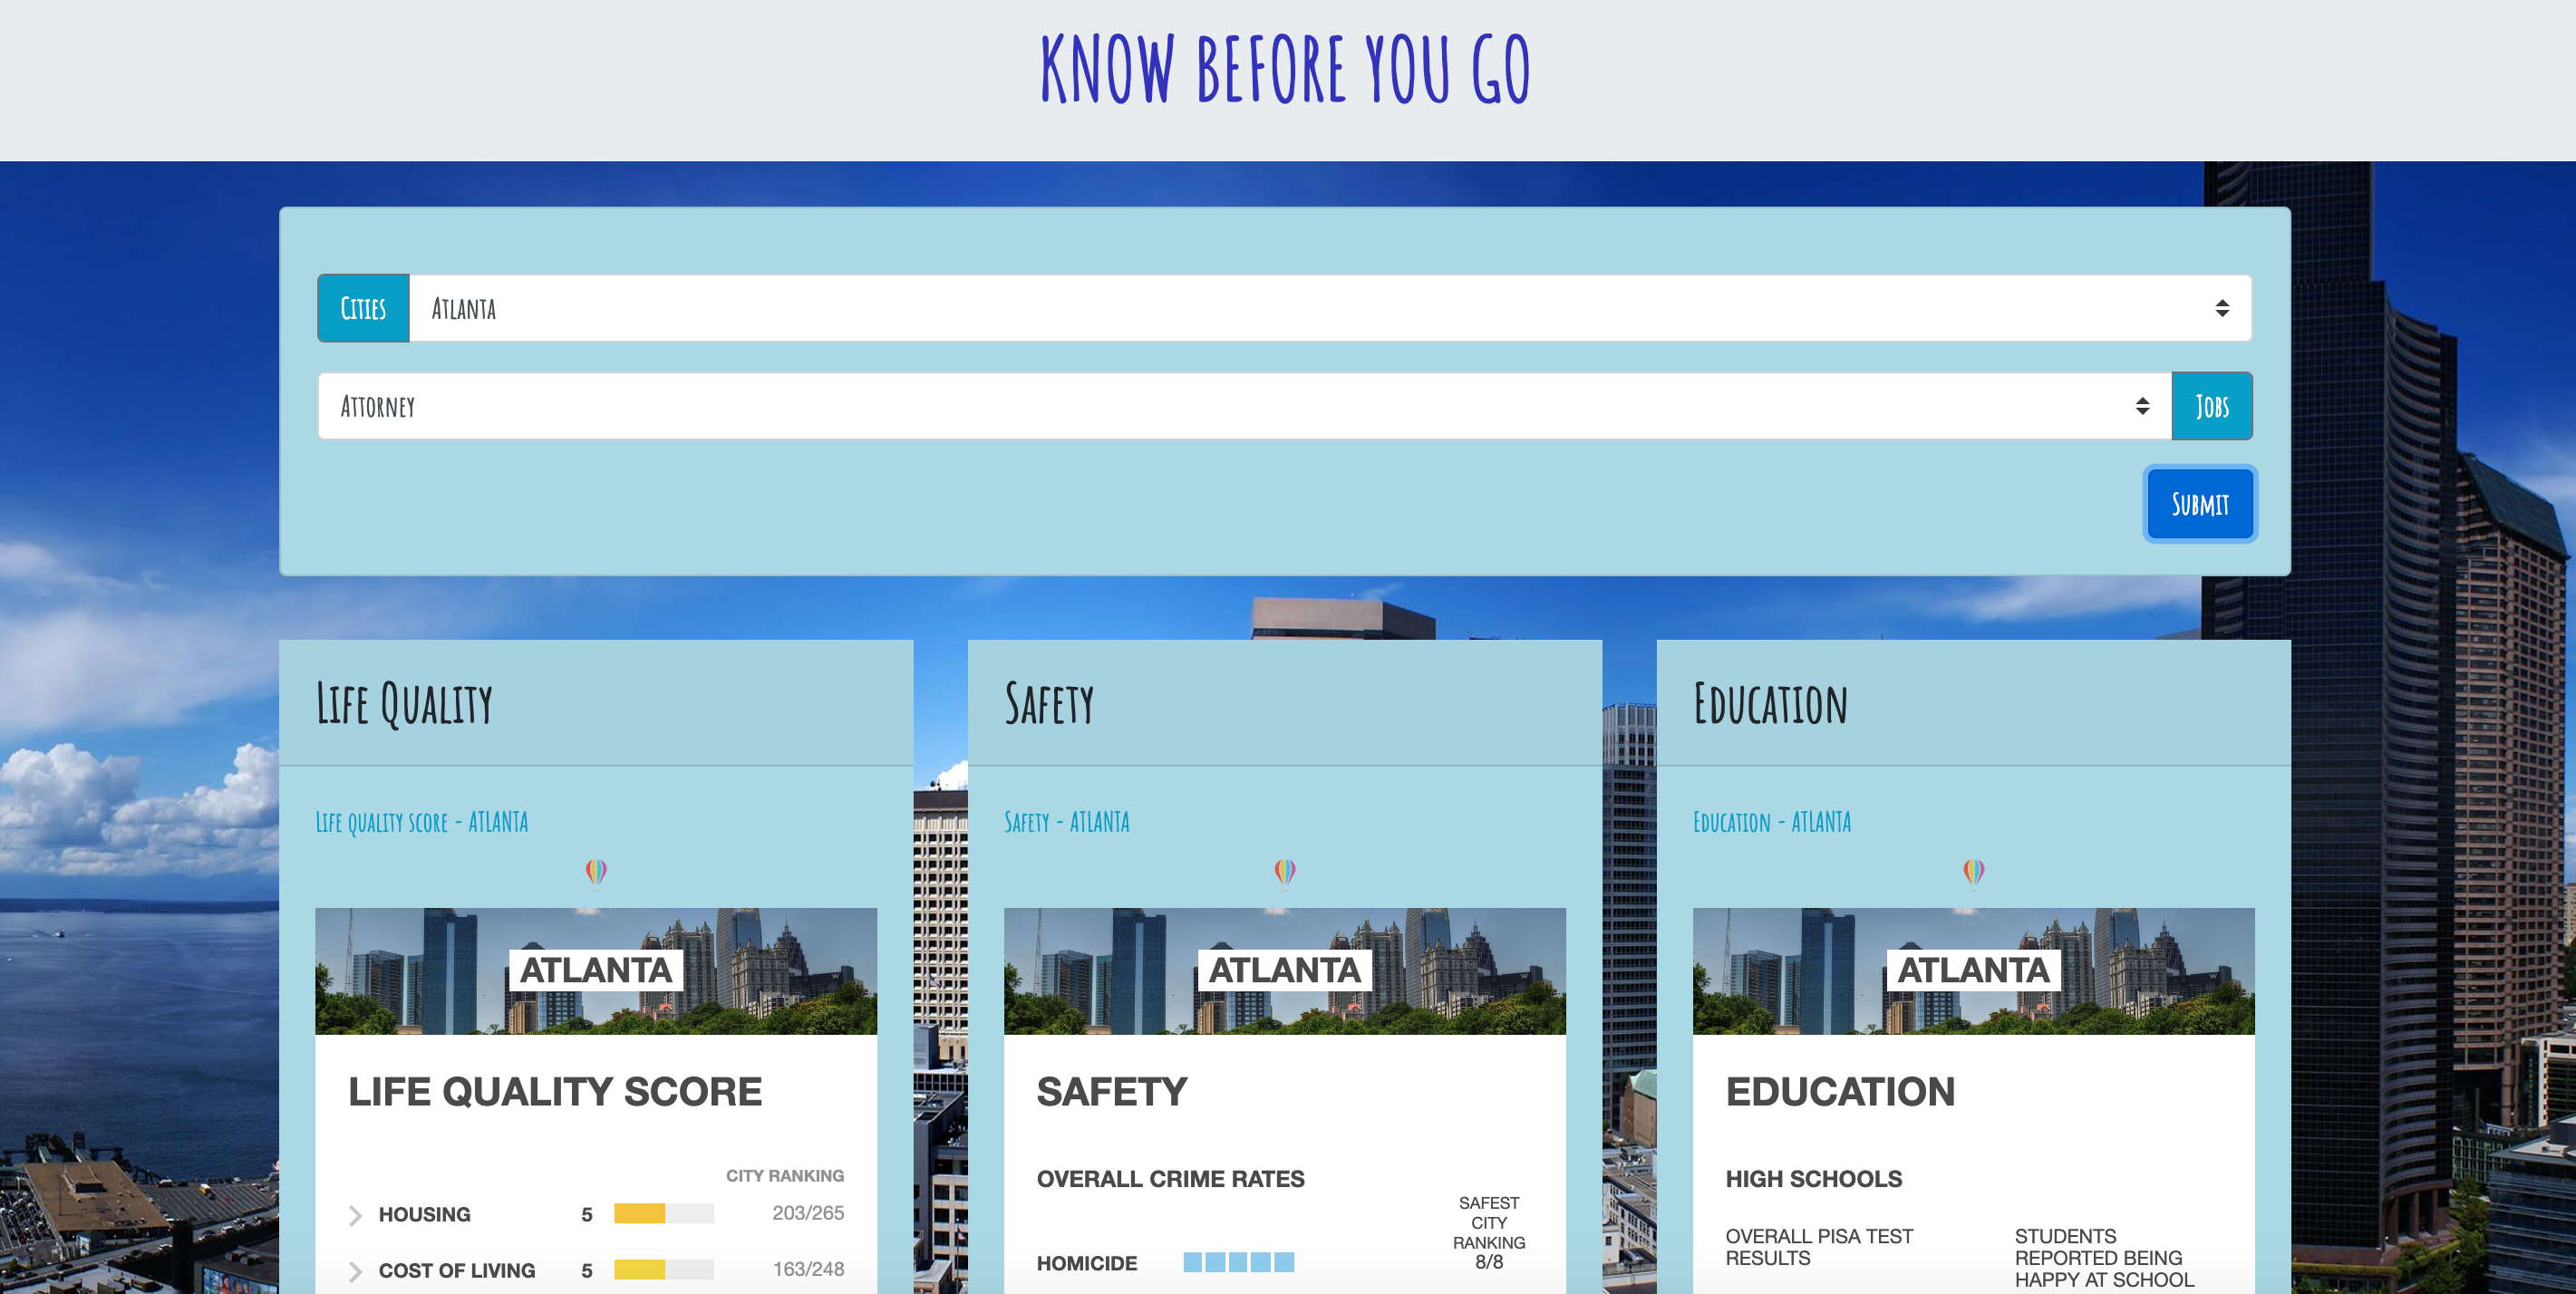 KNOW BEFORE YOU GO
Cities Atlanta
Attorney Jobs
Submit
Life Quality
Life quality score - ATLANTA
ATLANTA
LIFE QUALITY SCORE
CITY RANKING
HOUSING 5 203/265
COST OF LIVING 5 163/248
Safety
Safety - ATLANTA
ATLANTA
SAFETY
OVERALL CRIME RATES
SAFEST
CITY
RANKING
HOMICIDE 8/8
Education
Education - ATLANTA
ATLANTA
EDUCATION
HIGH SCHOOLS
OVERALL PISA TEST
RESULTS
STUDENTS
REPORTED BEING
HAPPY AT SCHOOL